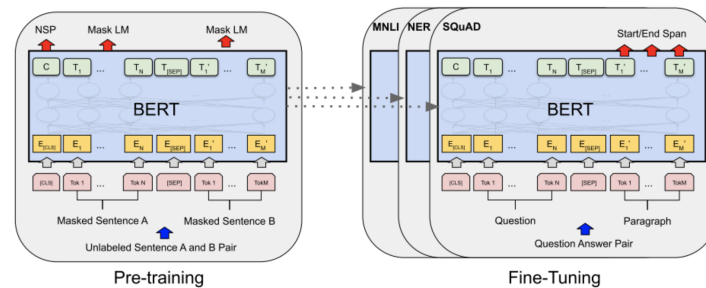 NSP Mask LM Mask LM
C T1 ... TN T[SEP] T1' ... TM'
BERT
E[CLS] E1 ... EN E[SEP] E1' ... EM'
[CLS] Tok 1 ... Tok N [SEP] Tok 1 ... TokM
Masked Sentence A Masked Sentence B
Unlabeled Sentence A and B Pair
Pre-training
MNLI NER SQuAD
Start/End Span
C T1 ... TN T[SEP] T1' ... TM'
BERT
E[CLS] E1 ... EN E[SEP] E1' ... EM'
[CLS] Tok 1 ... Tok N [SEP] Tok 1 ... TokM
Question Paragraph
Question Answer Pair
Fine-Tuning